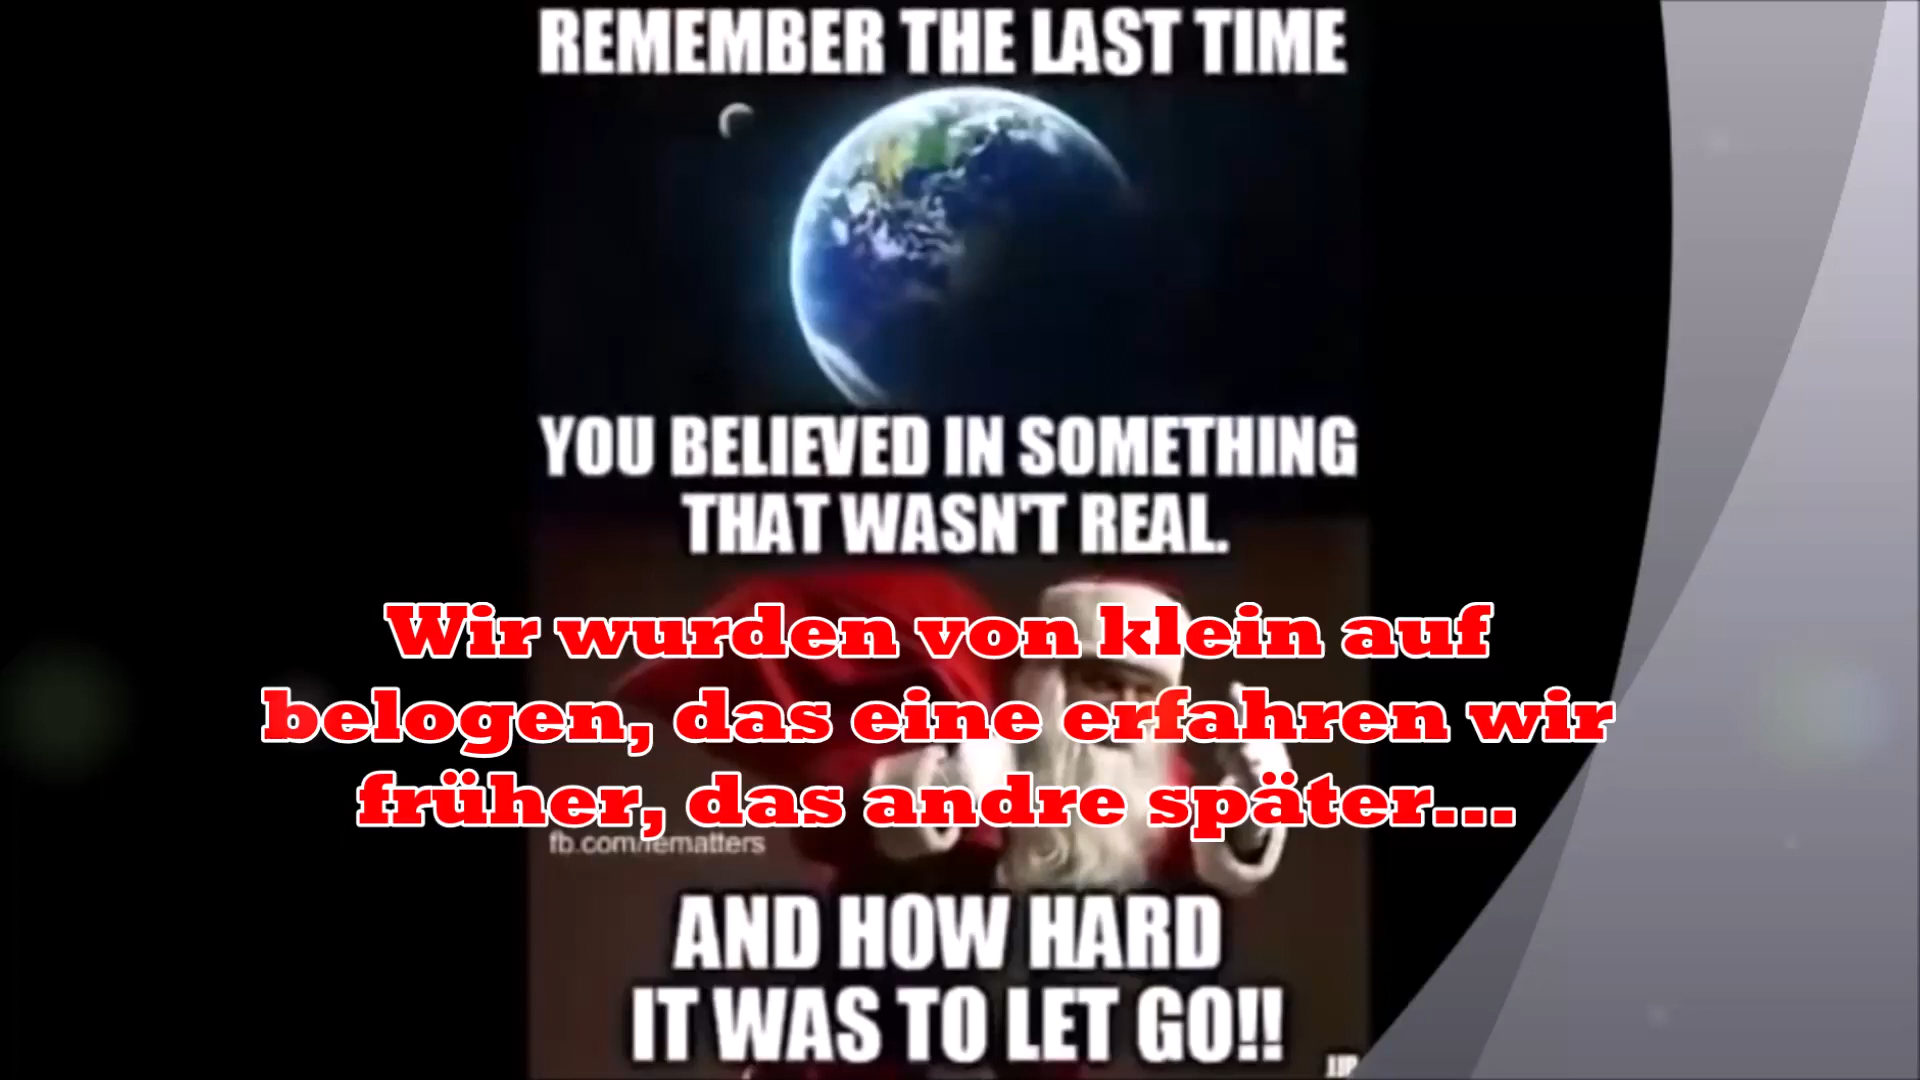 REMEMBER THE LAST TIME
YOU BELIEVED IN SOMETHING
THAT WASN'T REAL.
Wir wurden von klein auf
belogen, das eine erfahren wir
früher, das andre später...
fb.com/fematters
AND HOW HARD
IT WAS TO LET GO!!